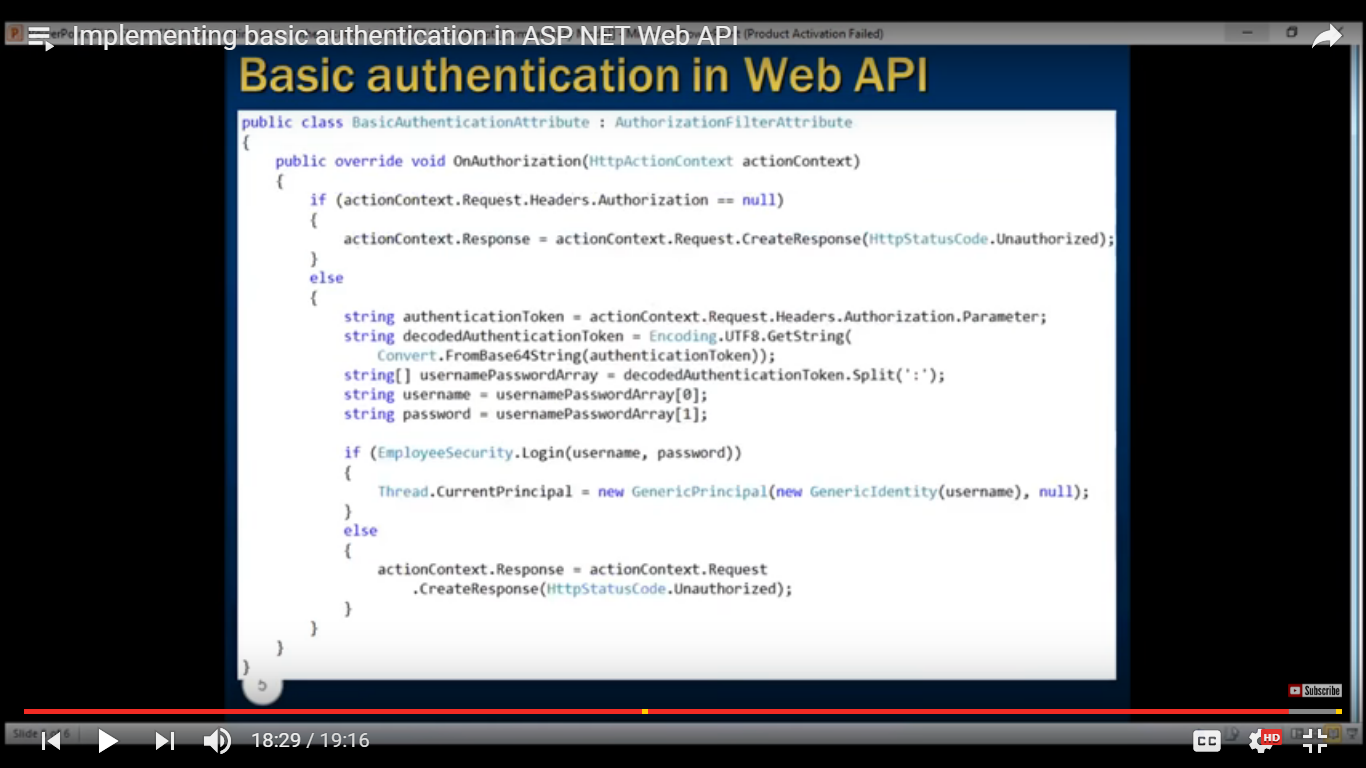 Implementing basic authentication in ASP NET Web API
(Product Activation Failed)
Basic authentication in Web API
public class BasicAuthenticationAttribute : AuthorizationFilterAttribute
{
public override void OnAuthorization(HttpActionContext actionContext)
{
if (actionContext.Request.Headers.Authorization == null)
{
actionContext.Response = actionContext.Request.CreateResponse(HttpStatusCode.Unauthorized);
}
else
{
string authenticationToken = actionContext.Request.Headers.Authorization.Parameter;
string decodedAuthenticationToken = Encoding.UTF8.GetString(
Convert.FromBase64String(authenticationToken));
string[] usernamePasswordArray = decodedAuthenticationToken.Split(':');
string username = usernamePasswordArray[0];
string password = usernamePasswordArray[1];
if (EmployeeSecurity.Login(username, password))
{
Thread.CurrentPrincipal = new GenericPrincipal(new GenericIdentity(username), null);
}
else
{
actionContext.Response = actionContext.Request
.CreateResponse(HttpStatusCode.Unauthorized);
}
}
}
}
5
Subscribe
Slide 6
18:29 / 19:16
CC
HD